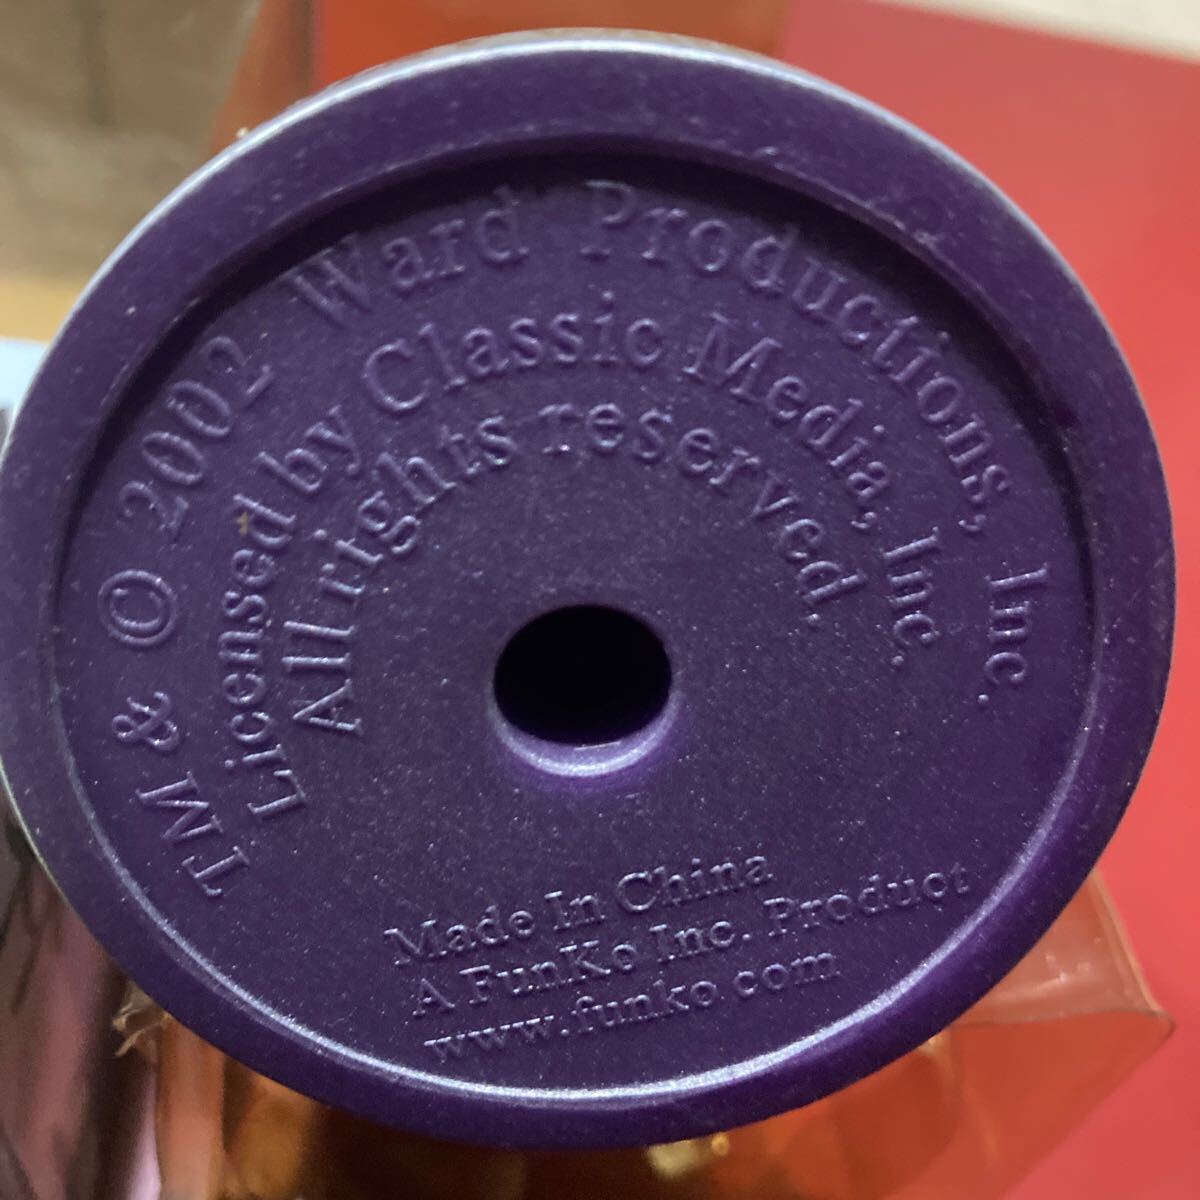 TM & © 2002 Ward Productions, Inc.
Licensed by Classic Media, Inc.
All rights reserved.
Made In China
A FunKo Inc. Product
www.funko.com